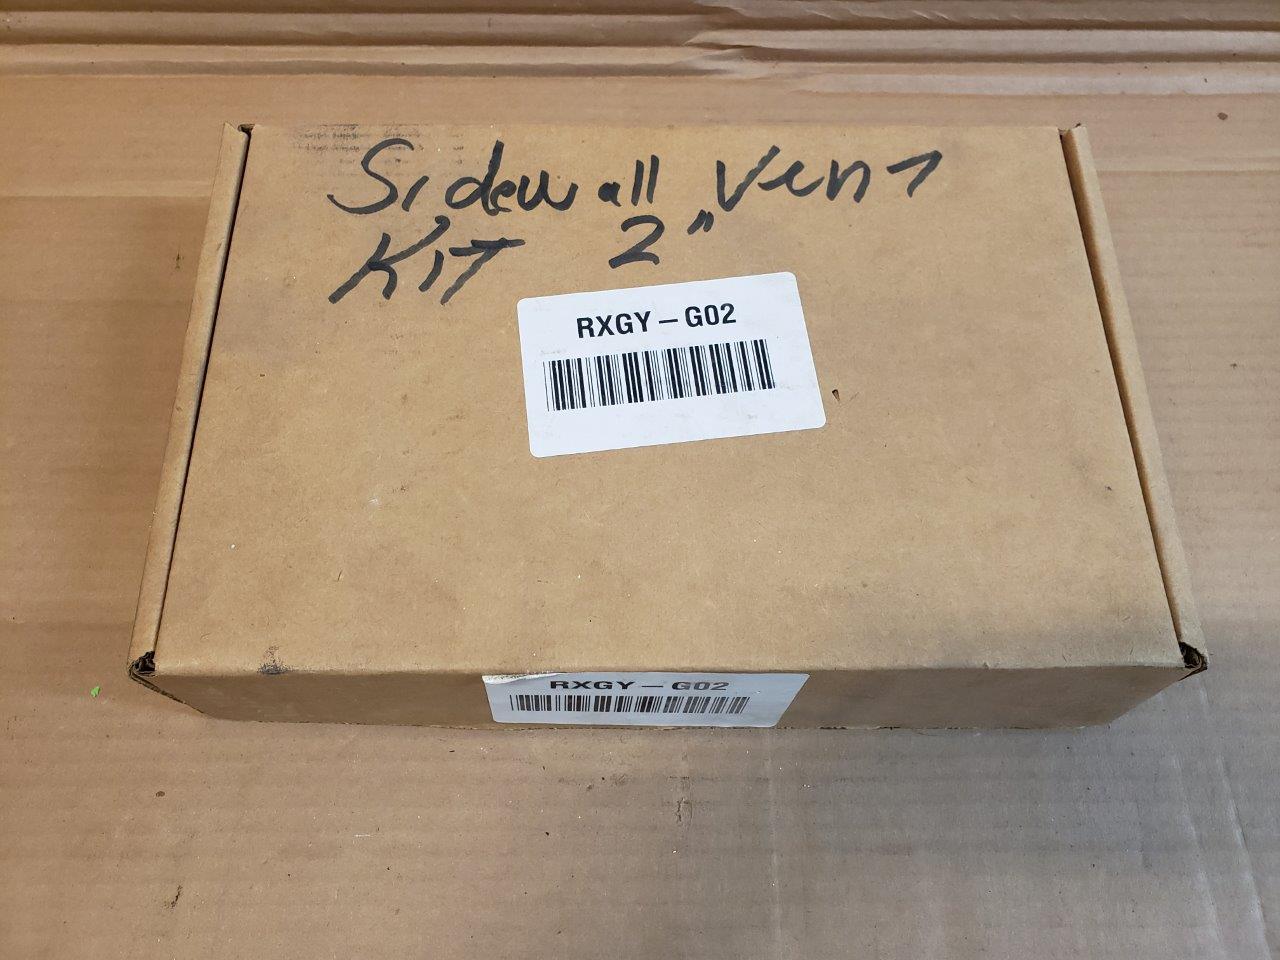 Sidewall Vent
Kit 2"
RXGY-G02
RXGY-G02